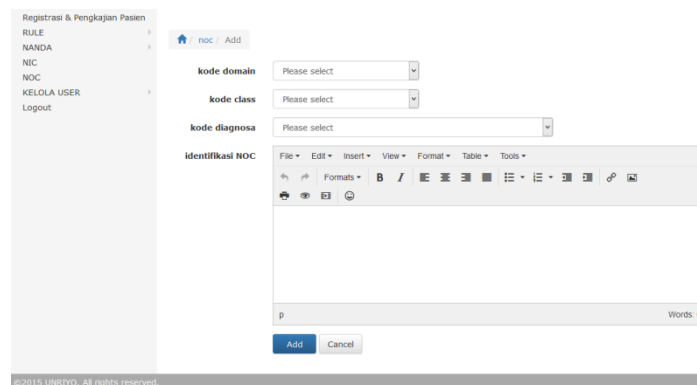 Registrasi & Pengkajian Pasien
RULE
NANDA
NIC
NOC
KELOLA USER
Logout
/ noc / Add
kode domain Please select
kode class Please select
kode diagnosa Please select
identifikasi NOC
File Edit Insert View Format Table Tools
Formats B I
p Words:
Add Cancel
©2015 UNRIYO. All rights reserved.